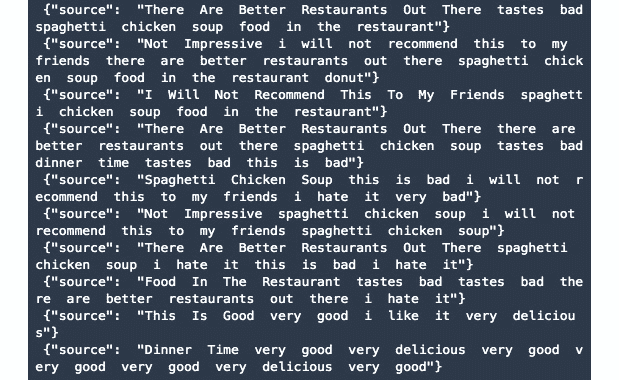 {"source":  "There  Are  Better  Restaurants  Out  There  tastes  bad
spaghetti  chicken  soup  food  in  the  restaurant"}
{"source":  "Not  Impressive  i  will  not  recommend  this  to  my
friends  there  are  better  restaurants  out  there  spaghetti  chick
en  soup  food  in  the  restaurant  donut"}
{"source":  "I  Will  Not  Recommend  This  To  My  Friends  spaghett
i  chicken  soup  food  in  the  restaurant"}
{"source":  "There  Are  Better  Restaurants  Out  There  there  are
better  restaurants  out  there  spaghetti  chicken  soup  tastes  bad
dinner  time  tastes  bad  this  is  bad"}
{"source":  "Spaghetti  Chicken  Soup  this  is  bad  i  will  not  r
ecommend  this  to  my  friends  i  hate  it  very  bad"}
{"source":  "Not  Impressive  spaghetti  chicken  soup  i  will  not
recommend  this  to  my  friends  spaghetti  chicken  soup"}
{"source":  "There  Are  Better  Restaurants  Out  There  spaghetti
chicken  soup  i  hate  it  this  is  bad  i  hate  it"}
{"source":  "Food  In  The  Restaurant  tastes  bad  tastes  bad  the
re  are  better  restaurants  out  there  i  hate  it"}
{"source":  "This  Is  Good  very  good  i  like  it  very  deliciou
s"}
{"source":  "Dinner  Time  very  good  very  delicious  very  good  v
ery  good  very  good  very  delicious  very  good"}